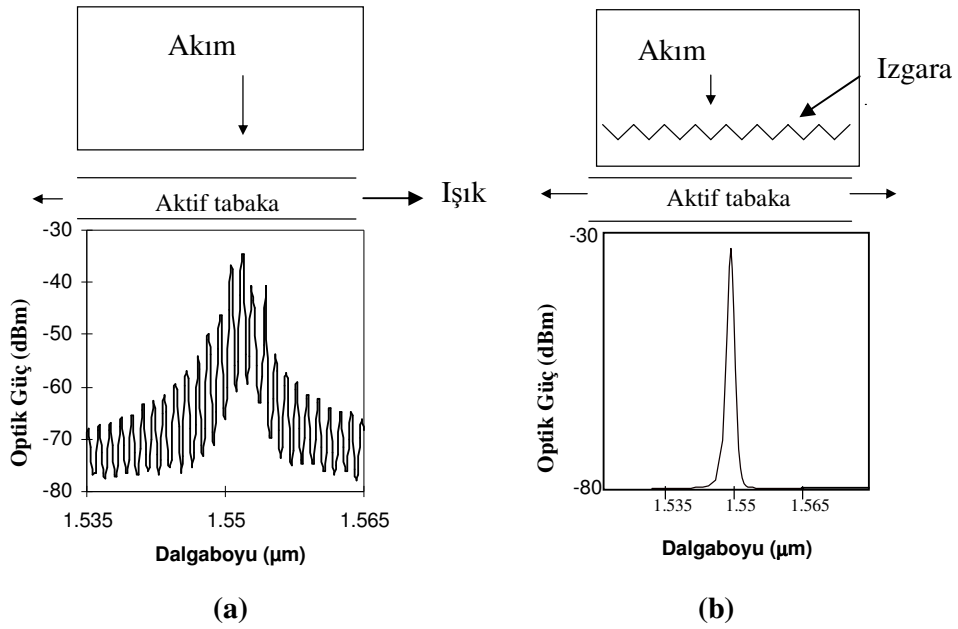 Akım
Işık
Aktif tabaka
-30
-40
-50
-60
-70
-80
Optik Güç (dBm)
1.535
1.55
1.565
Dalgaboyu (µm)
(a)
Akım
Izgara
Aktif tabaka
-30
-80
Optik Güç (dBm)
1.535
1.55
1.565
Dalgaboyu (µm)
(b)